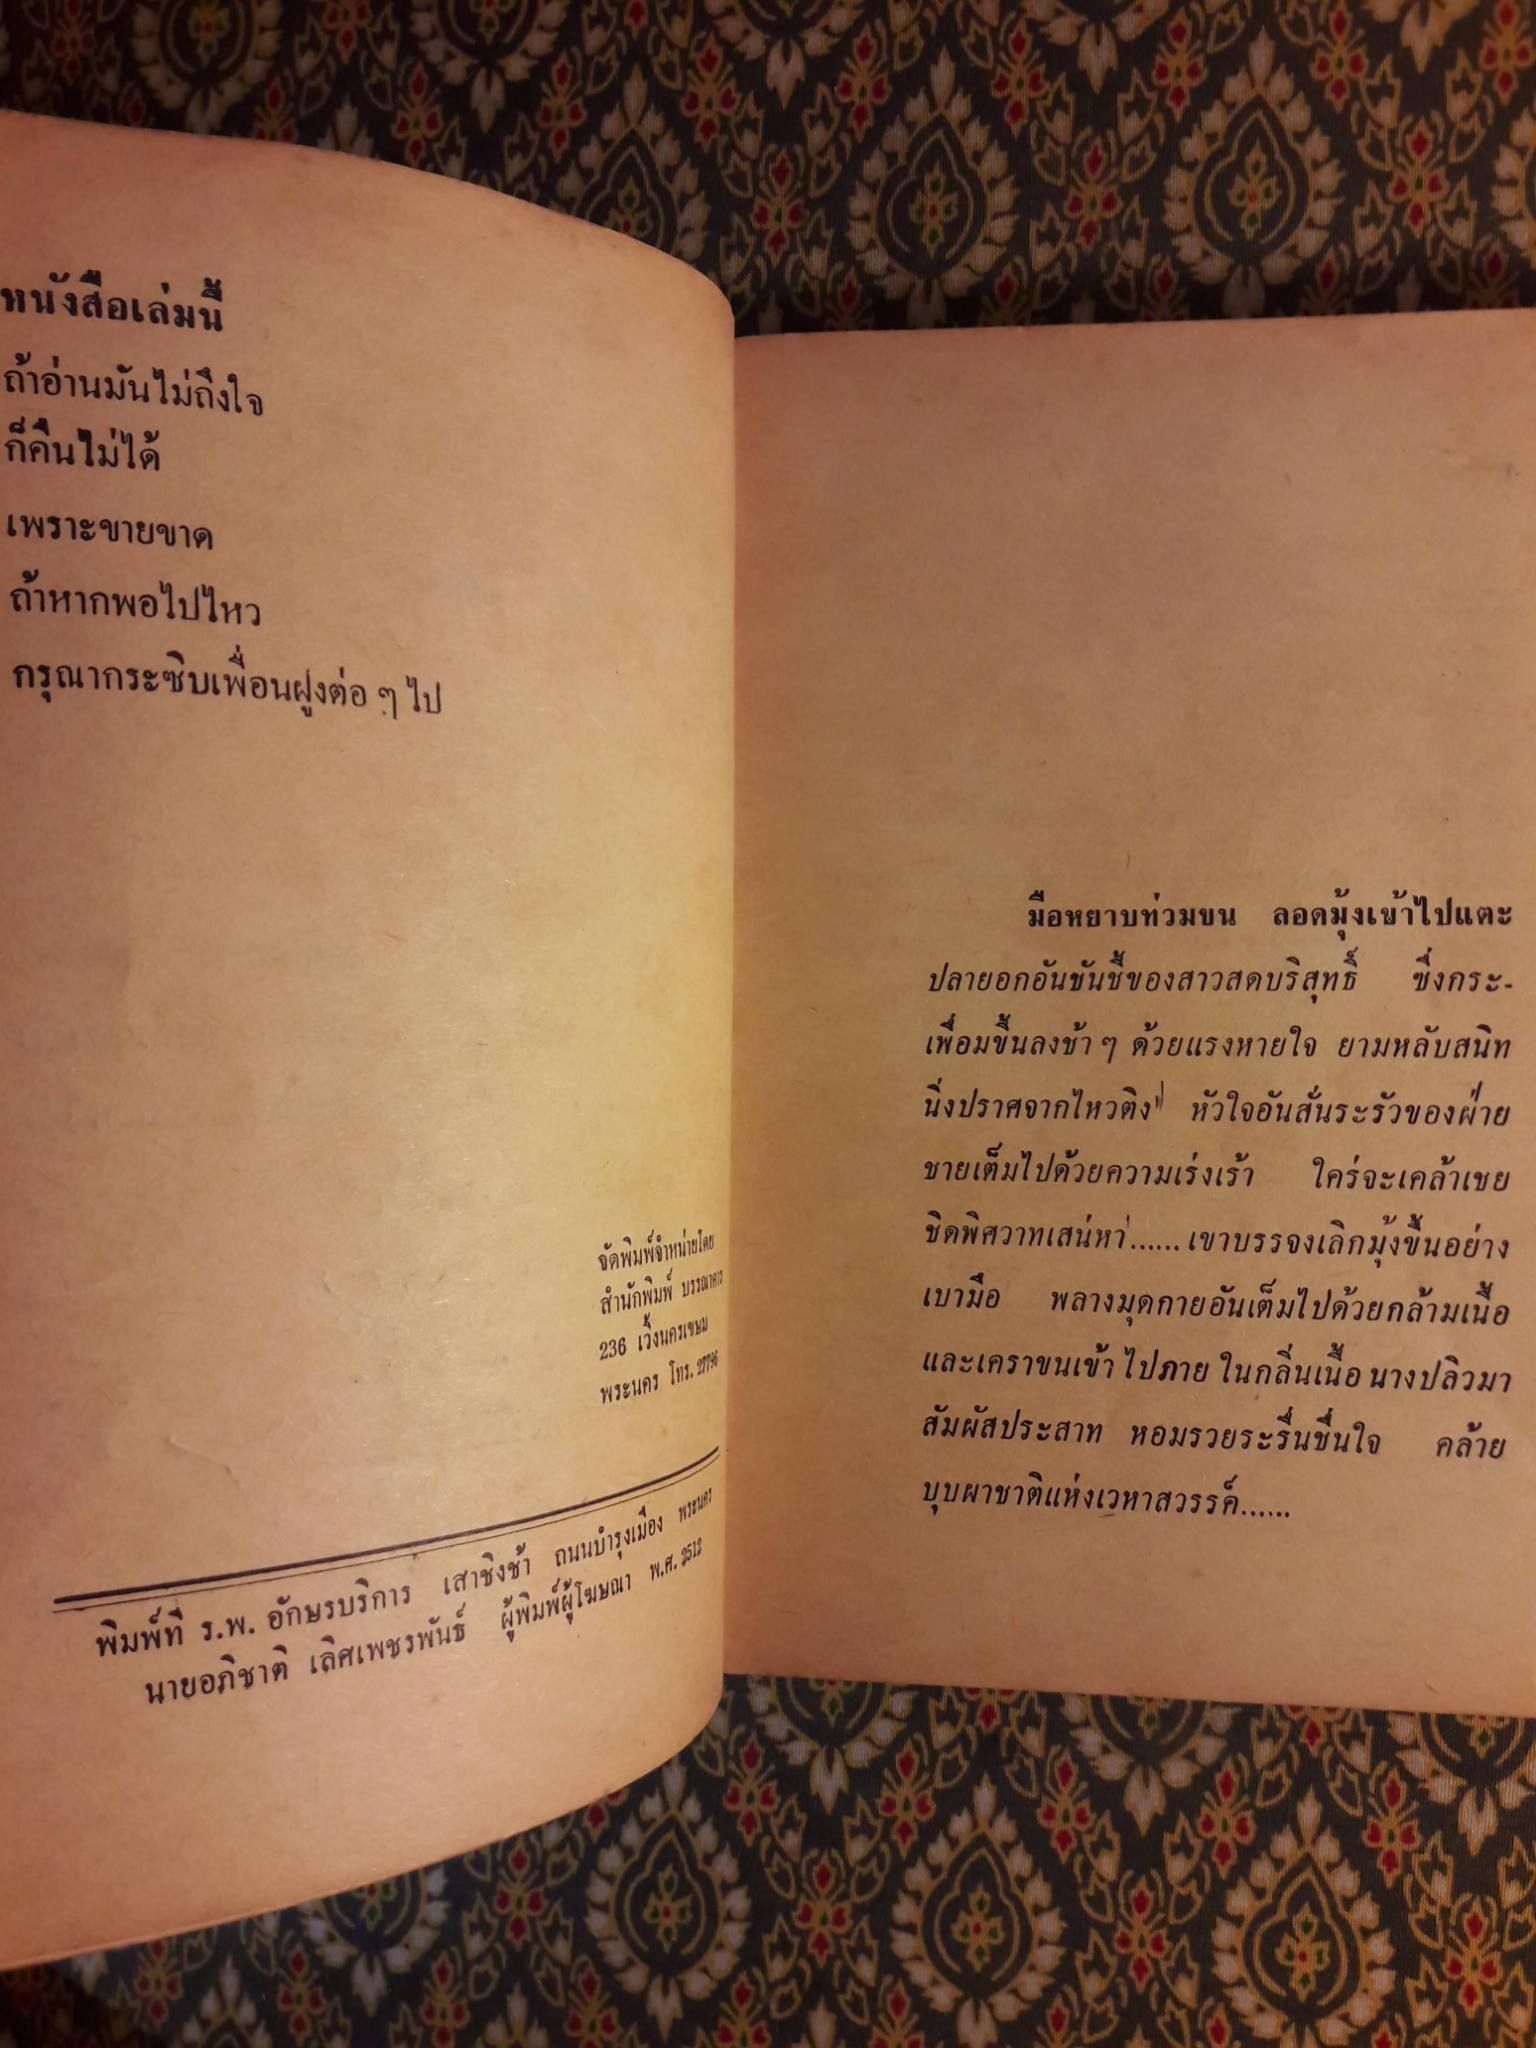 หนังสือเล่มนี้
ถ้าอ่านมันไม่ถึงใจ
ก็คืนไม่ได้
เพราะขายขาด
ถ้าหากพอไปไหว
กรุณากระซิบเพื่อนฝูงต่อ ๆ ไป
จัดพิมพ์จำหน่ายโดย
สำนักพิมพ์ บรรณาคาร
236 เวิ้งนครเขษม
พระนคร โทร. 27796
พิมพ์ที่ ร.พ. อักษรบริการ เสาชิงช้า ถนนบำรุงเมือง พระนคร
นายอภิชาติ เลิศเพชรพันธ์ ผู้พิมพ์ผู้โฆษณา พ.ศ. 2512
มือหยาบท่วมขน ลอดมุ้งเข้าไปแตะ
ปลายอกอันขันชี้ของสาวสดบริสุทธิ์ ซึ่งกระ-
เพื่อมขึ้นลงช้า ๆ ด้วยแรงหายใจ ยามหลับสนิท
นิ่งปราศจากไหวติง หัวใจอันสั่นระรัวของฝ่าย
ชายเต็มไปด้วยความเร่งเร้า ใคร่จะเคล้าเชย
ชิดพิศวาทเสน่หา...... เขาบรรจงเลิกมุ้งขึ้นอย่าง
เบามือ พลางมุดกายอันเต็มไปด้วยกล้ามเนื้อ
และเคราขนเข้าไปภายในกลิ่นเนื้อนางปลิวมา
สัมผัสประสาท หอมรวยระรื่นชื่นใจ คล้าย
บุบผาชาติแห่งเวหาสวรรค์......